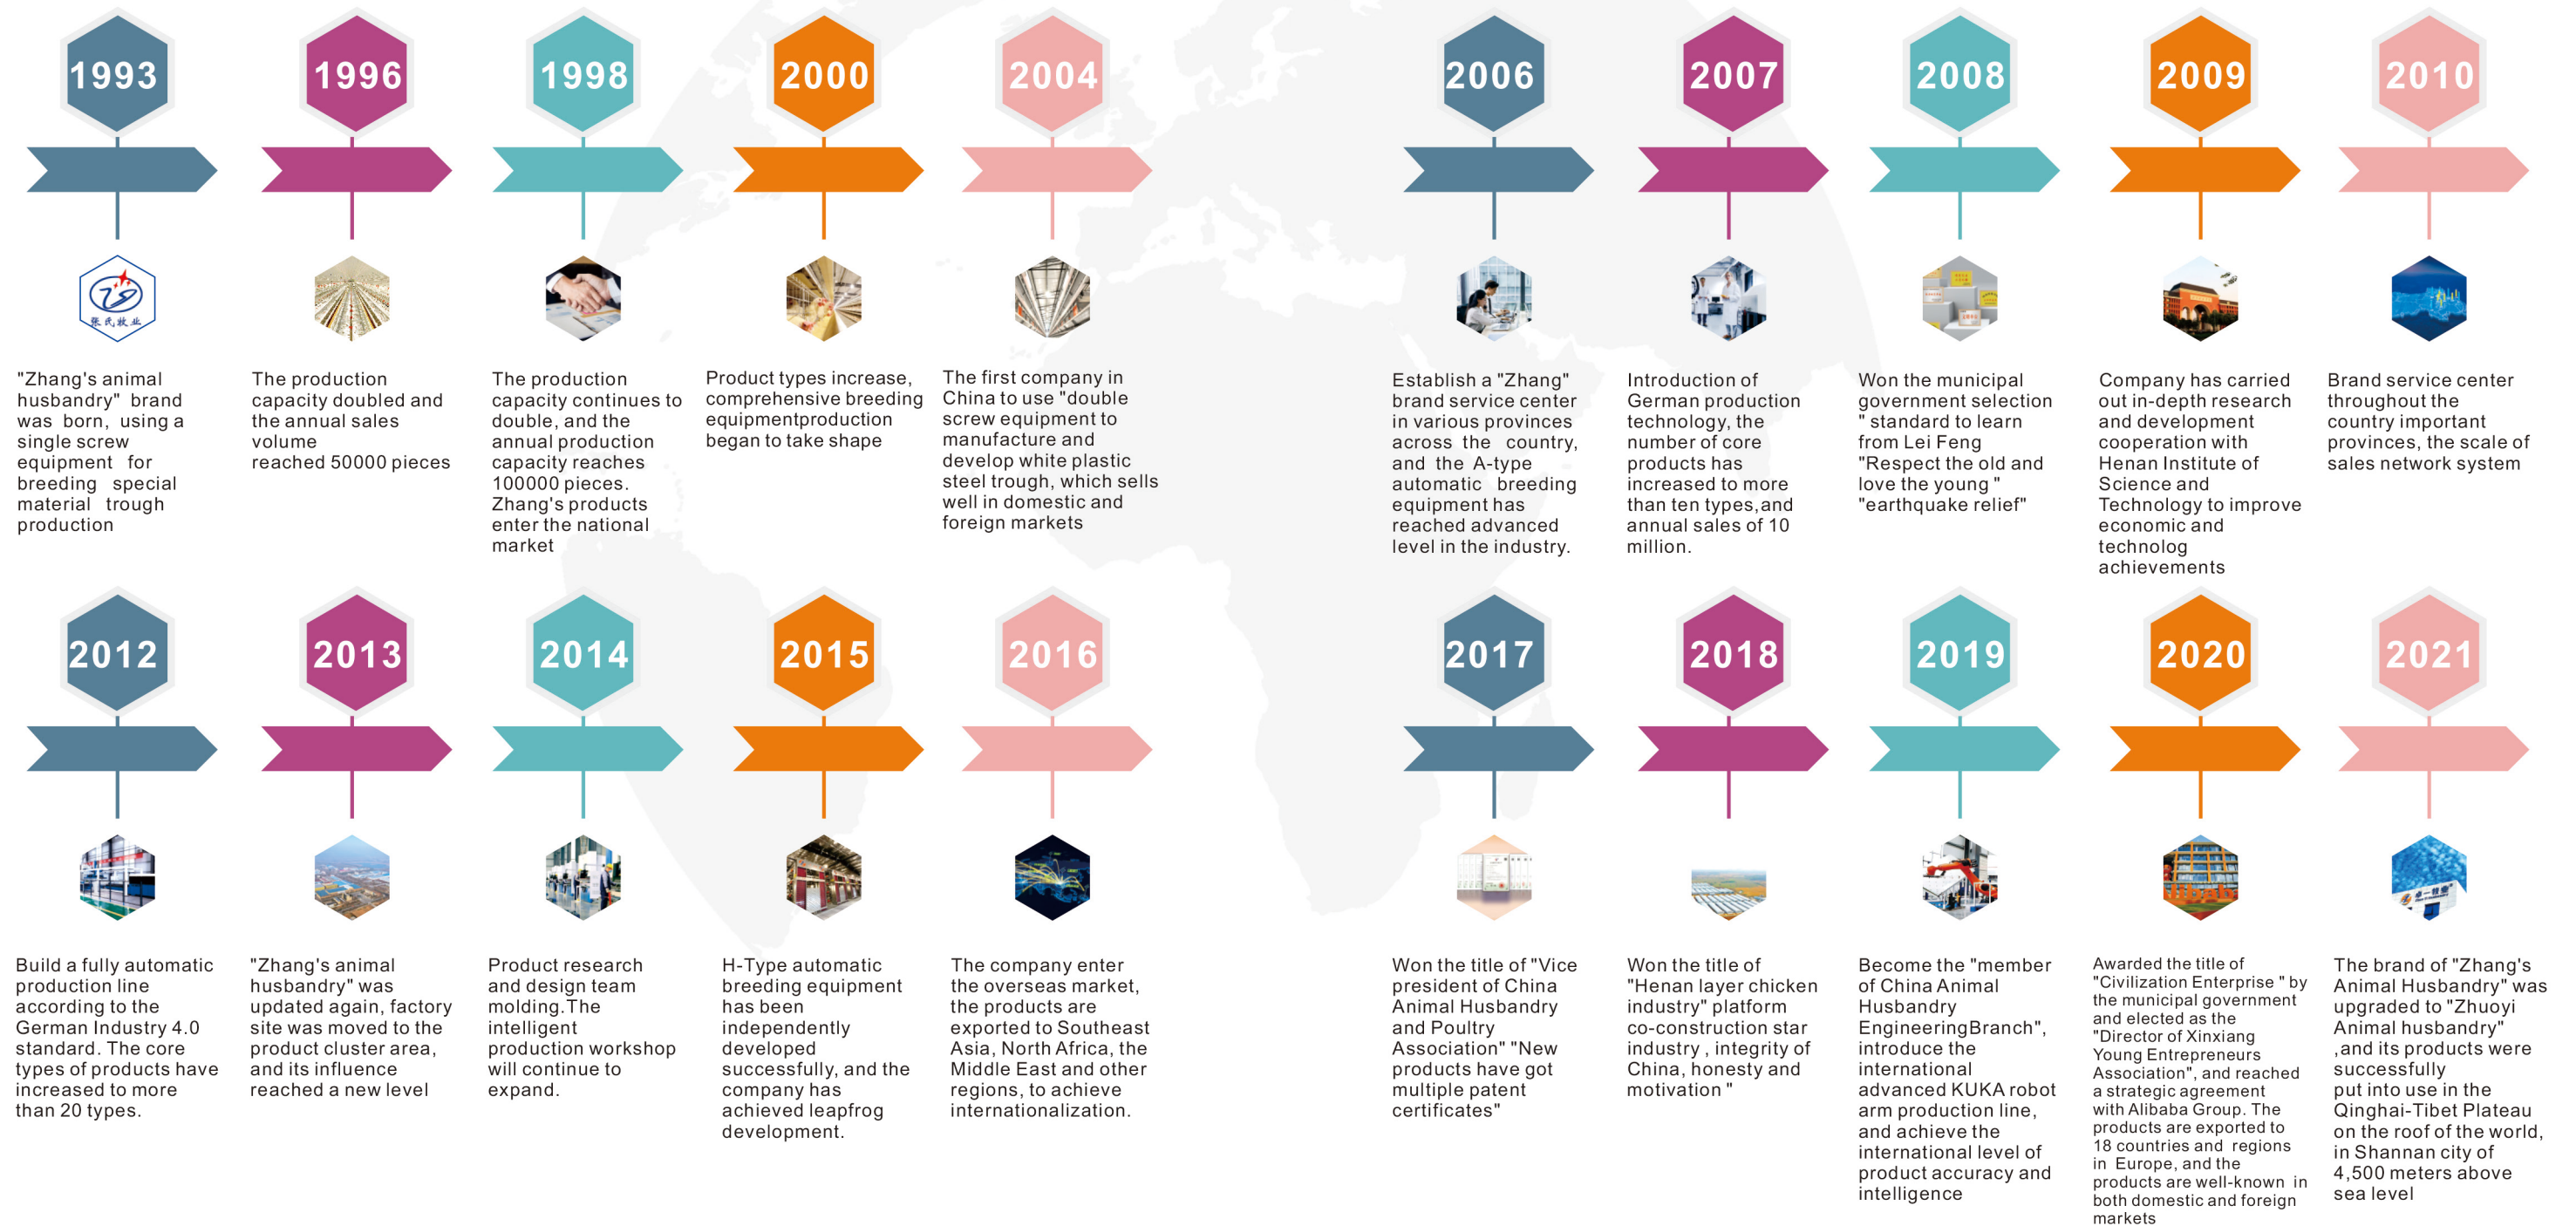 1993
1996
1998
2000
2004
2006
2007
2008
2009
2010
张氏牧业
"Zhang's animal
husbandry" brand
was born, using a
single screw
equipment for
breeding special
material trough
production
The production
capacity doubled and
the annual sales
volume
reached 50000 pieces
The production
capacity continues to
double, and the
annual production
capacity reaches
100000 pieces.
Zhang's products
enter the national
market
Product types increase,
comprehensive breeding
equipmentproduction
began to take shape
The first company in
China to use "double
screw equipment to
manufacture and
develop white plastic
steel trough, which sells
well in domestic and
foreign markets
Establish a "Zhang"
brand service center
in various provinces
across the country,
and the A-type
automatic breeding
equipment has
reached advanced
level in the industry.
Introduction of
German production
technology, the
number of core
products has
increased to more
than ten types,and
annual sales of 10
million.
Won the municipal
government selection
" standard to learn
from Lei Feng
"Respect the old and
love the young "
"earthquake relief"
Company has carried
out in-depth research
and development
cooperation with
Henan Institute of
Science and
Technology to improve
economic and
technolog
achievements
Brand service center
throughout the
country important
provinces, the scale of
sales network system
2012
2013
2014
2015
2016
2017
2018
2019
2020
2021
卓一牧业
Build a fully automatic
production line
according to the
German Industry 4.0
standard. The core
types of products have
increased to more
than 20 types.
"Zhang's animal
husbandry" was
updated again, factory
site was moved to the
product cluster area,
and its influence
reached a new level
Product research
and design team
molding.The
intelligent
production workshop
will continue to
expand.
H-Type automatic
breeding equipment
has been
independently
developed
successfully, and the
company has
achieved leapfrog
development.
The company enter
the overseas market,
the products are
exported to Southeast
Asia, North Africa, the
Middle East and other
regions, to achieve
internationalization.
Won the title of "Vice
president of China
Animal Husbandry
and Poultry
Association" "New
products have got
multiple patent
certificates"
Won the title of
"Henan layer chicken
industry" platform
co-construction star
industry , integrity of
China, honesty and
motivation "
Become the "member
of China Animal
Husbandry
EngineeringBranch",
introduce the
international
advanced KUKA robot
arm production line,
and achieve the
international level of
product accuracy and
intelligence
Awarded the title of
"Civilization Enterprise " by
the municipal government
and elected as the
"Director of Xinxiang
Young Entrepreneurs
Association", and reached
a strategic agreement
with Alibaba Group. The
products are exported to
18 countries and regions
in Europe, and the
products are well-known in
both domestic and foreign
markets
The brand of "Zhang's
Animal Husbandry" was
upgraded to "Zhuoyi
Animal husbandry"
,and its products were
successfully
put into use in the
Qinghai-Tibet Plateau
on the roof of the world,
in Shannan city of
4,500 meters above
sea level